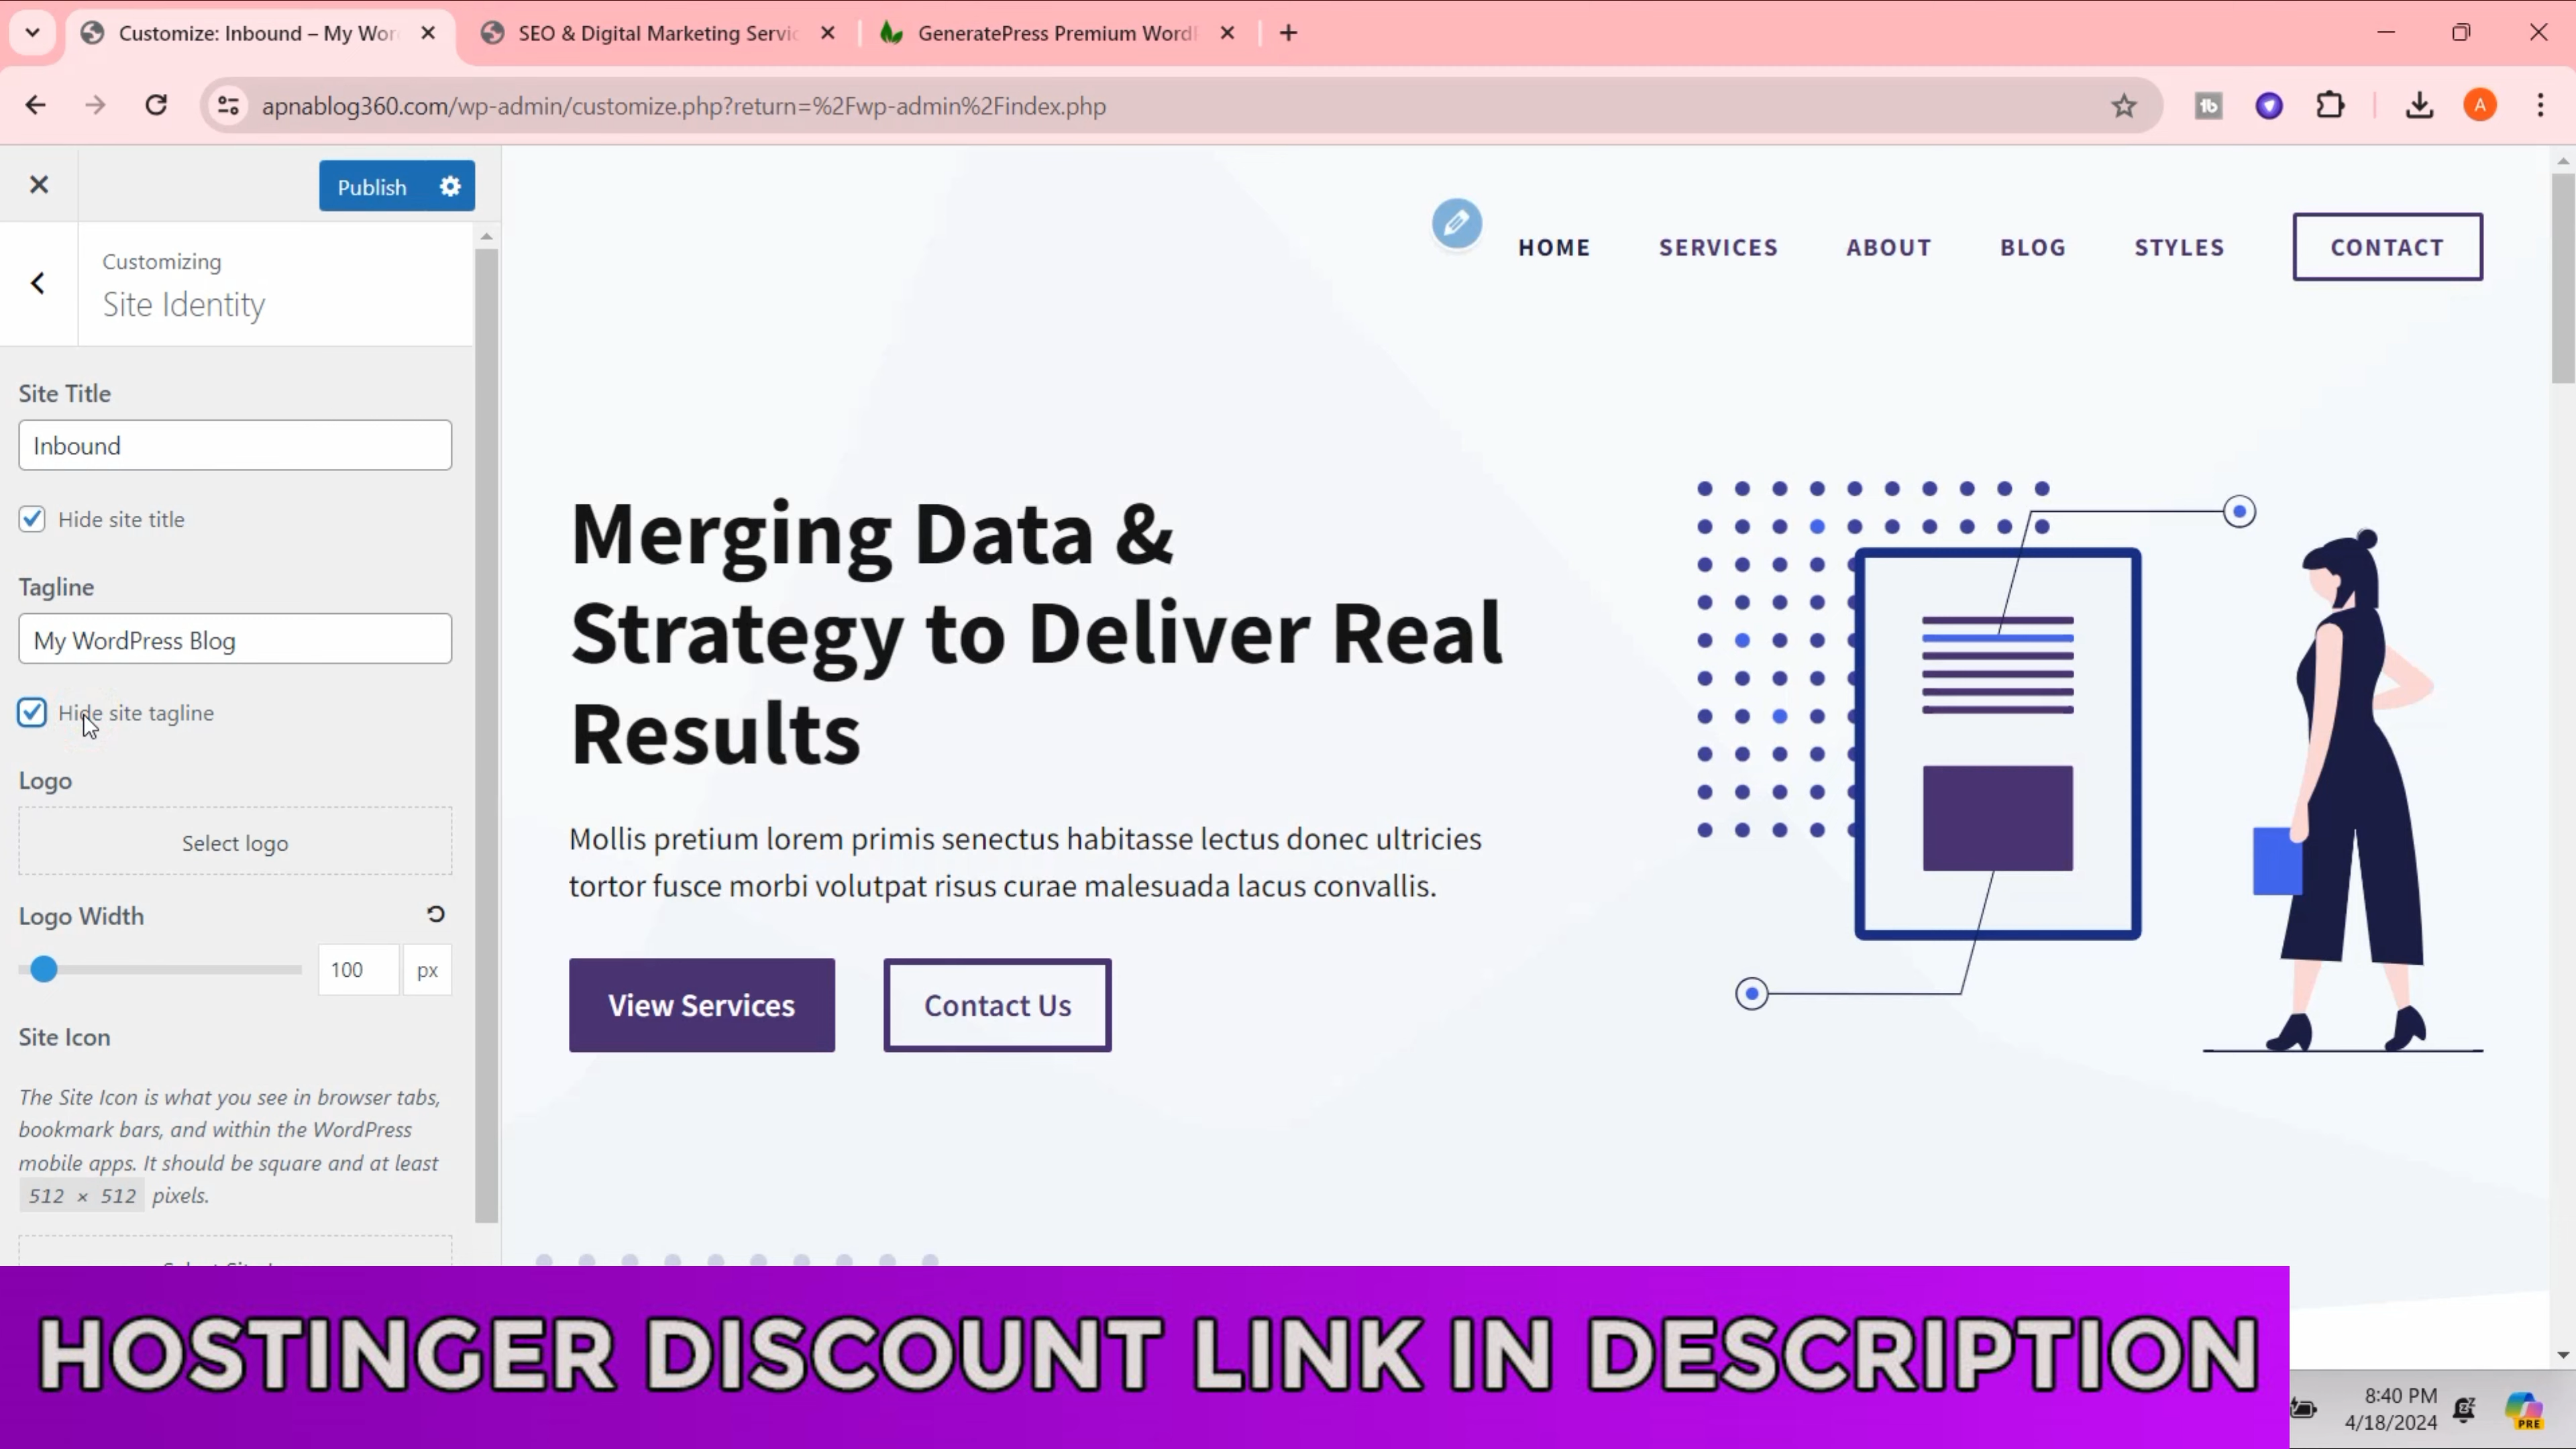 Customize: Inbound – My Wor
SEO & Digital Marketing Servic
GeneratePress Premium Word
apnablog360.com/wp-admin/customize.php?return=%2Fwp-admin%2Findex.php
A
Publish
Customizing
Site Identity
Site Title
Inbound
Hide site title
Tagline
My WordPress Blog
Hide site tagline
Logo
Select logo
Logo Width
100 px
Site Icon
The Site Icon is what you see in browser tabs,
bookmark bars, and within the WordPress
mobile apps. It should be square and at least
512 × 512 pixels.
HOME SERVICES ABOUT BLOG STYLES CONTACT
Merging Data &
Strategy to Deliver Real
Results
Mollis pretium lorem primis senectus habitasse lectus donec ultricies
tortor fusce morbi volutpat risus curae malesuada lacus convallis.
View Services
Contact Us
HOSTINGER DISCOUNT LINK IN DESCRIPTION
8:40 PM
4/18/2024
PRE